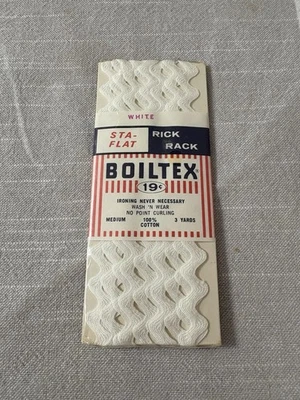 WHITE
STA-FLAT RICK RACK
BOILTEX
19¢
IRONING NEVER NECESSARY
WASH 'N WEAR
NO POINT CURLING
MEDIUM 100% COTTON 3 YARDS